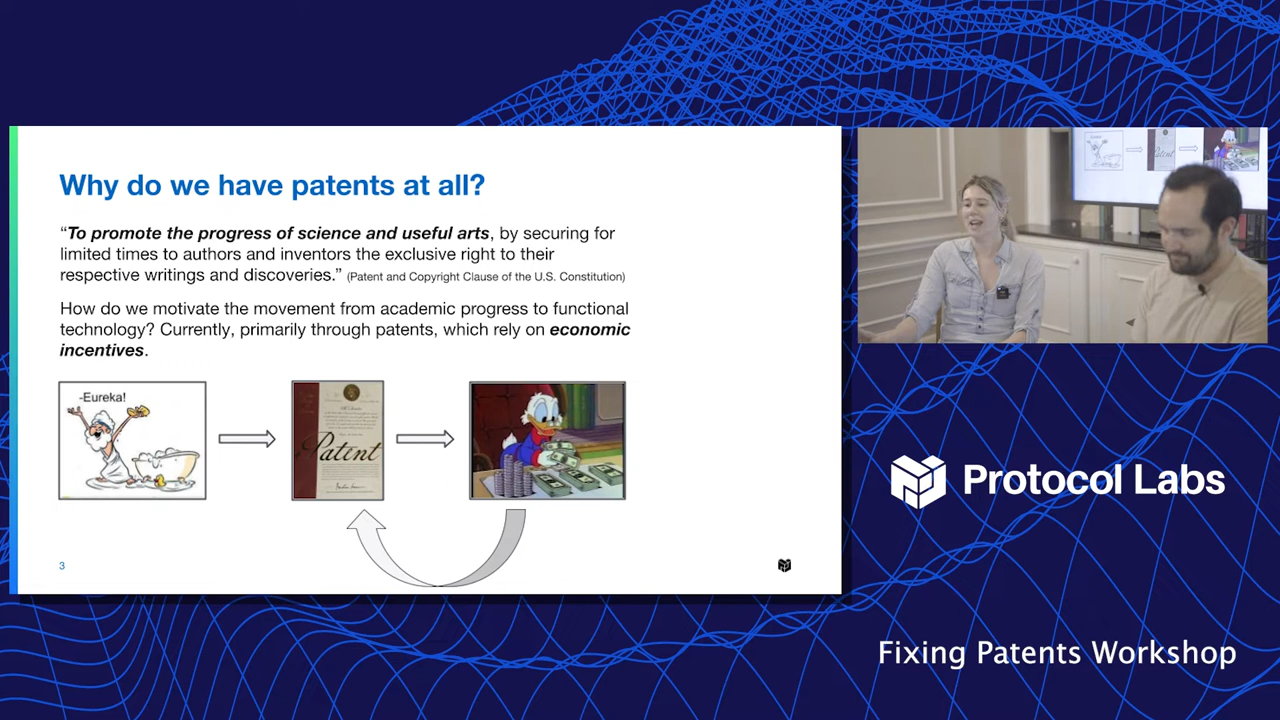 Why do we have patents at all?
“To promote the progress of science and useful arts, by securing for
limited times to authors and inventors the exclusive right to their
respective writings and discoveries.” (Patent and Copyright Clause of the U.S. Constitution)
How do we motivate the movement from academic progress to functional
technology? Currently, primarily through patents, which rely on economic
incentives.
-Eureka!
Patent
3
Patent
Protocol Labs
Fixing Patents Workshop